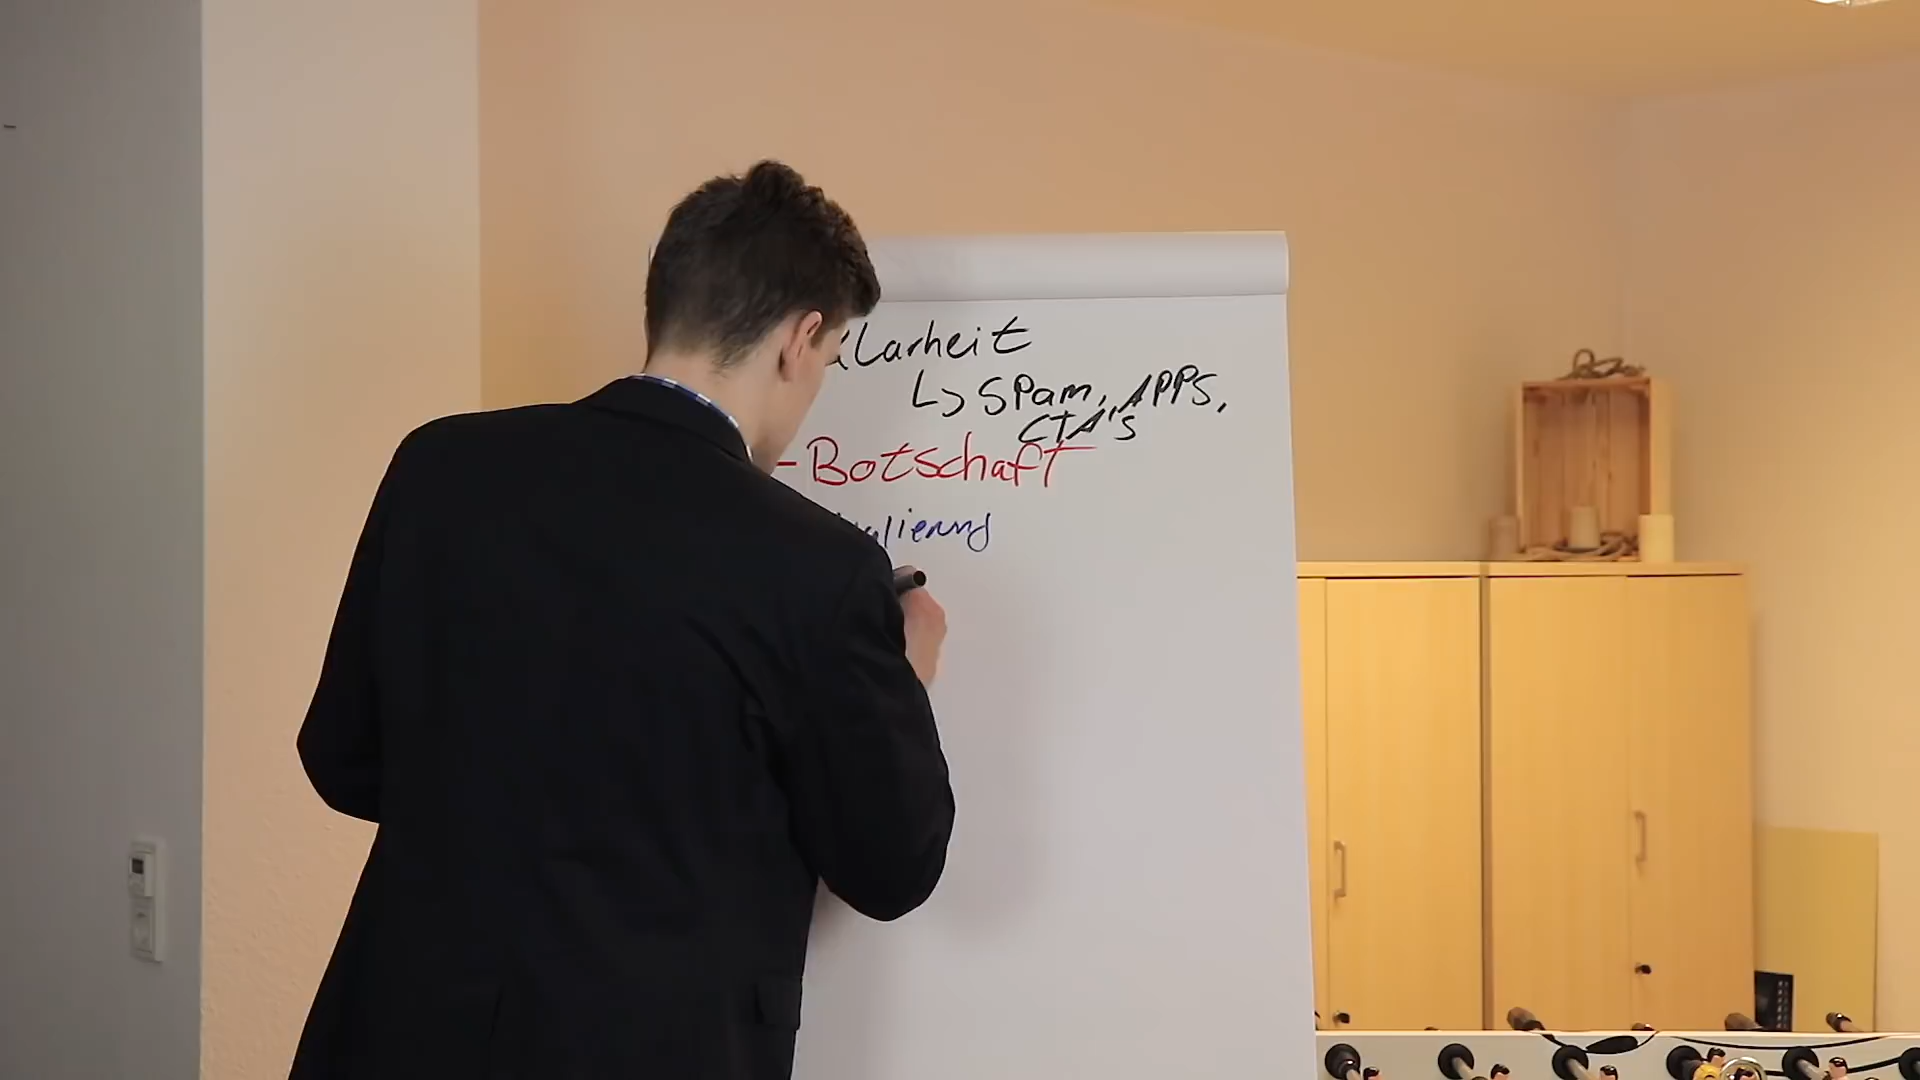 Klarheit
↳ Spam, APPS,
CTA's
- Botschaft